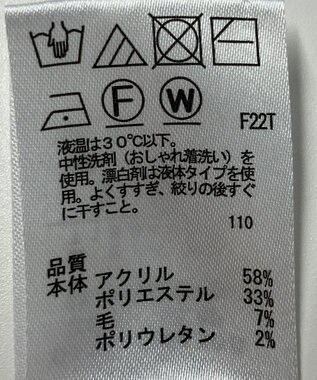 F W
F22T
液温は30℃以下。
中性洗剤（おしゃれ着洗い）を
使用。漂白剤は液体タイプを使
用。よくすすぎ、絞りの後すぐ
に干すこと。
110
品質
本体 アクリル 58%
ポリエステル 33%
毛 7%
ポリウレタン 2%